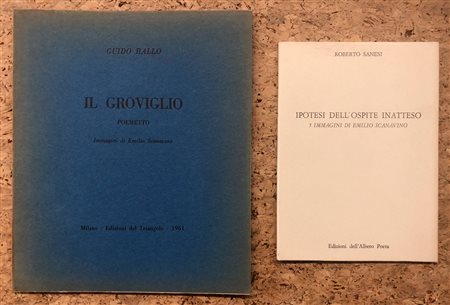 GUIDO BALLO
IL GROVIGLIO
POEMETTO
Immagini di Emilio Scanavino
Milano · Edizioni del Triangolo · 1961
ROBERTO SANESI
IPOTESI DELL'OSPITE INATTESO
5 IMMAGINI DI EMILIO SCANAVINO
Edizioni dell'Albero Poeta